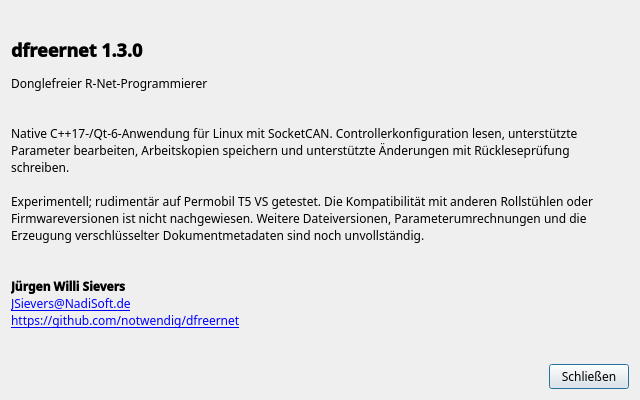 dfreernet 1.3.0
Donglefreier R-Net-Programmierer
Native C++17-/Qt-6-Anwendung für Linux mit SocketCAN. Controllerkonfiguration lesen, unterstützte
Parameter bearbeiten, Arbeitskopien speichern und unterstützte Änderungen mit Rückleseprüfung
schreiben.
Experimentell; rudimentär auf Permobil T5 VS getestet. Die Kompatibilität mit anderen Rollstühlen oder
Firmwareversionen ist nicht nachgewiesen. Weitere Dateiversionen, Parameterumrechnungen und die
Erzeugung verschlüsselter Dokumentmetadaten sind noch unvollständig.
Jürgen Willi Sievers
JSievers@NadiSoft.de
https://github.com/notwendig/dfreernet
Schließen